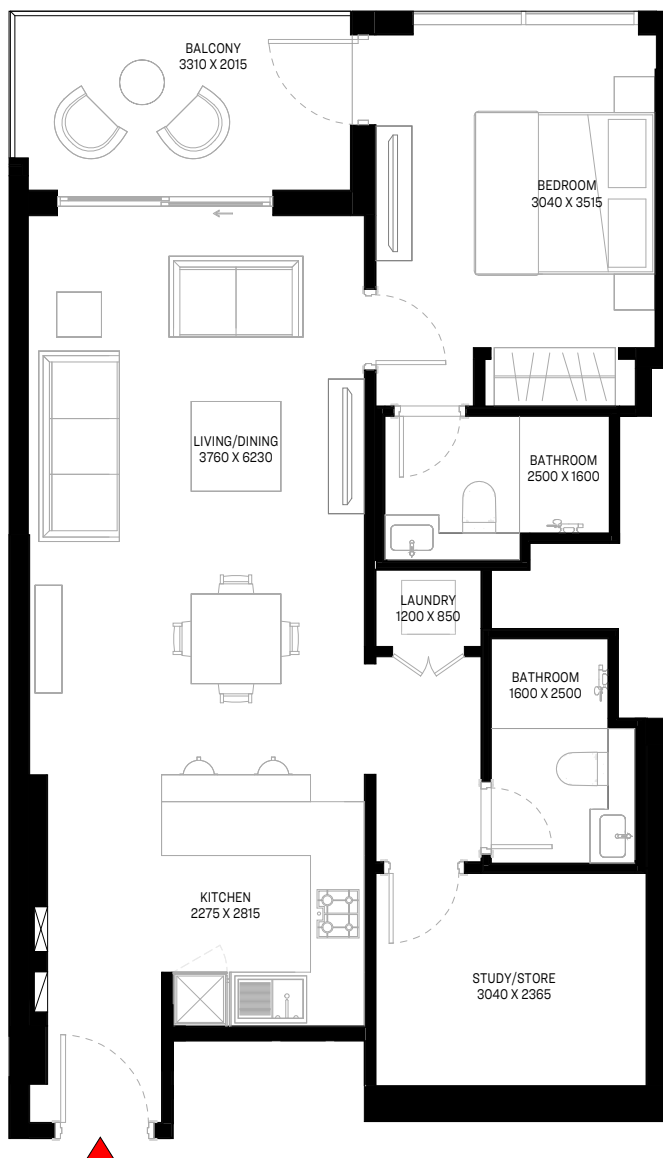 BALCONY
3310 X 2015
BEDROOM
3040 X 3515
LIVING/DINING
3760 X 6230
BATHROOM
2500 X 1600
LAUNDRY
1200 X 850
BATHROOM
1600 X 2500
KITCHEN
2275 X 2815
STUDY/STORE
3040 X 2365